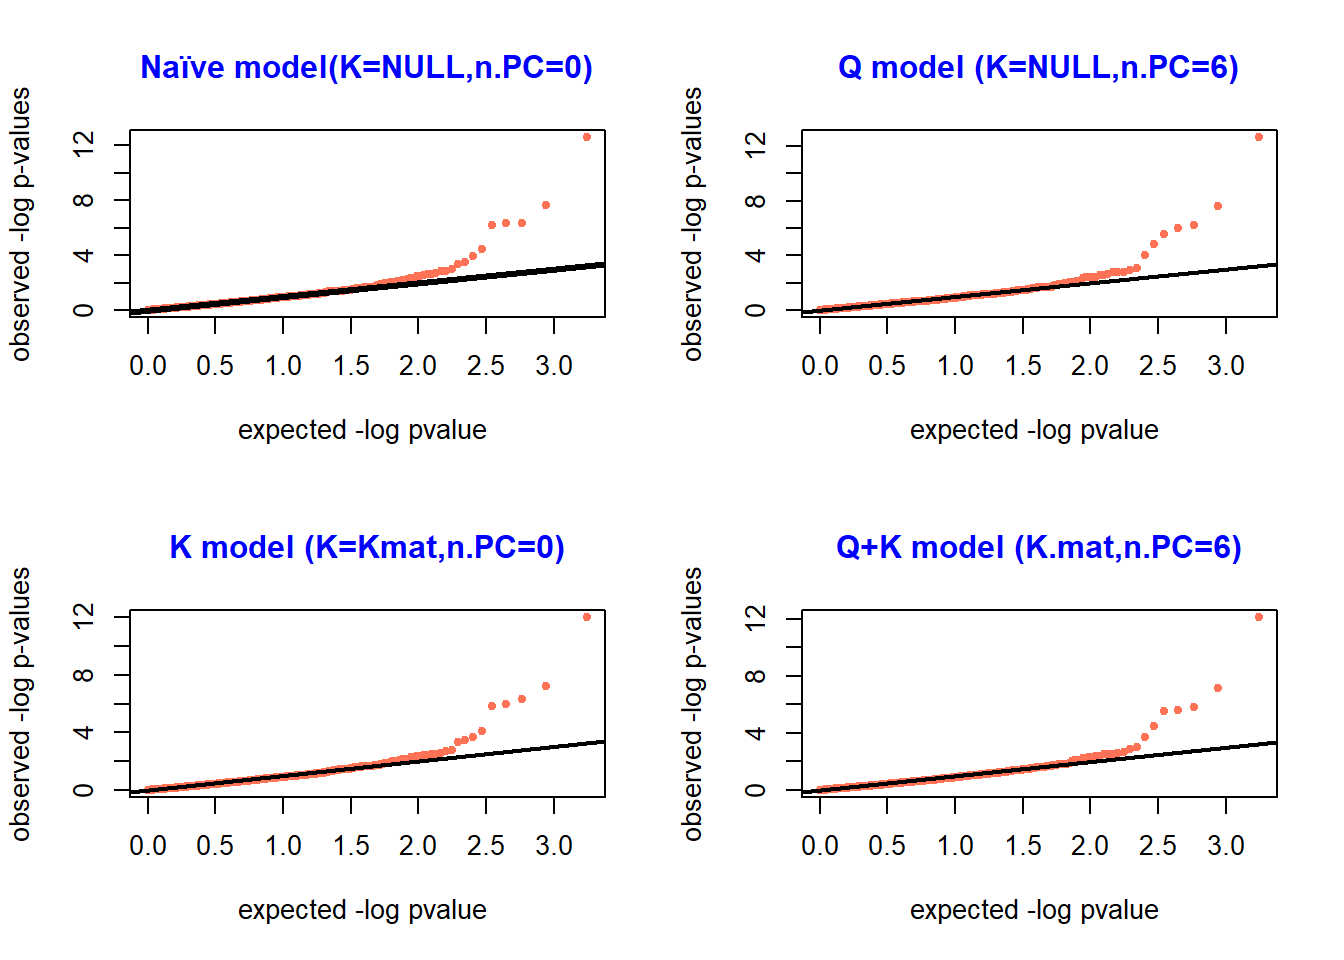 Naïve model(K=NULL,n.PC=0)
observed -log p-values
12
8
4
0
0.0 0.5 1.0 1.5 2.0 2.5 3.0
expected -log pvalue
Q model (K=NULL,n.PC=6)
observed -log p-values
12
8
4
0
0.0 0.5 1.0 1.5 2.0 2.5 3.0
expected -log pvalue
K model (K=Kmat,n.PC=0)
observed -log p-values
12
8
4
0
0.0 0.5 1.0 1.5 2.0 2.5 3.0
expected -log pvalue
Q+K model (K.mat,n.PC=6)
observed -log p-values
12
8
4
0
0.0 0.5 1.0 1.5 2.0 2.5 3.0
expected -log pvalue